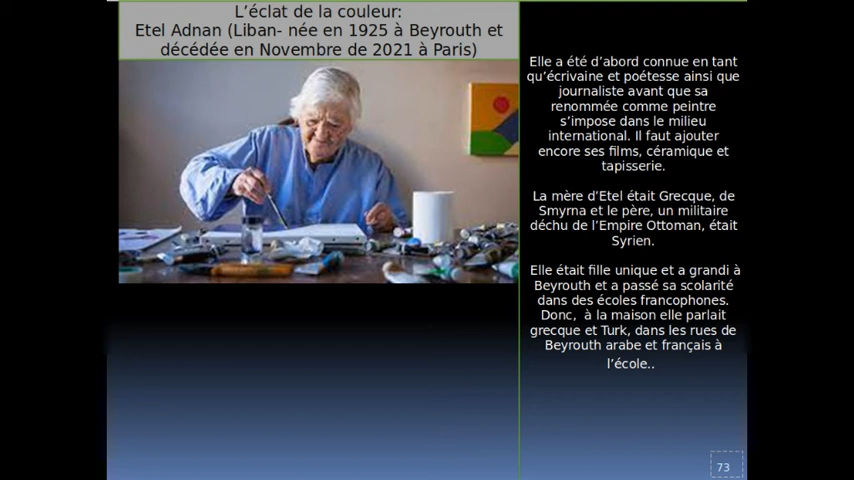 L’éclat de la couleur:
Etel Adnan (Liban- née en 1925 à Beyrouth et
décédée en Novembre de 2021 à Paris)
Elle a été d’abord connue en tant
qu’écrivaine et poétesse ainsi que
journaliste avant que sa
renommée comme peintre
s’impose dans le milieu
international. Il faut ajouter
encore ses films, céramique et
tapisserie.
La mère d’Etel était Grecque, de
Smyrna et le père, un militaire
déchu de l’Empire Ottoman, était
Syrien.
Elle était fille unique et a grandi à
Beyrouth et a passé sa scolarité
dans des écoles francophones.
Donc, à la maison elle parlait
grecque et Turk, dans les rues de
Beyrouth arabe et français à
l’école..
73